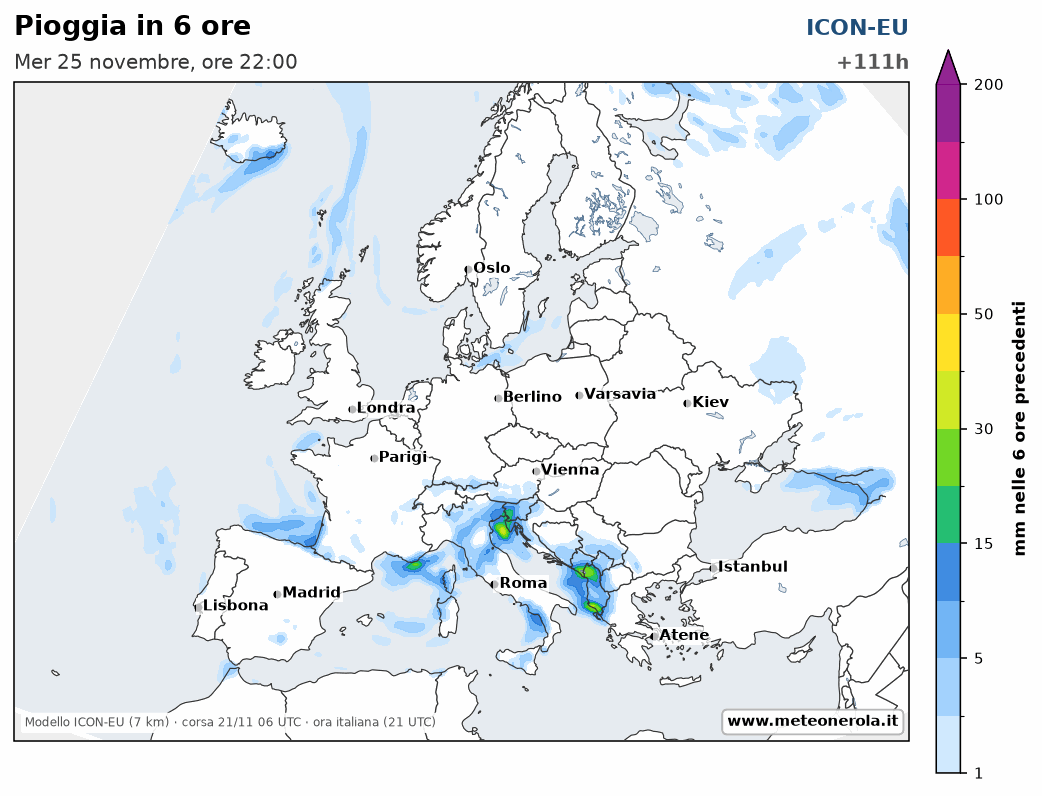 Pioggia in 6 ore
ICON-EU
Mer 25 novembre, ore 22:00
+111h
200
100
50
30
15
5
1
mm nelle 6 ore precedenti
Oslo
Londra
Berlino
Varsavia
Kiev
Parigi
Vienna
Istanbul
Roma
Madrid
Lisbona
Atene
Modello ICON-EU (7 km) · corsa 21/11 06 UTC · ora italiana (21 UTC)
www.meteonerola.it